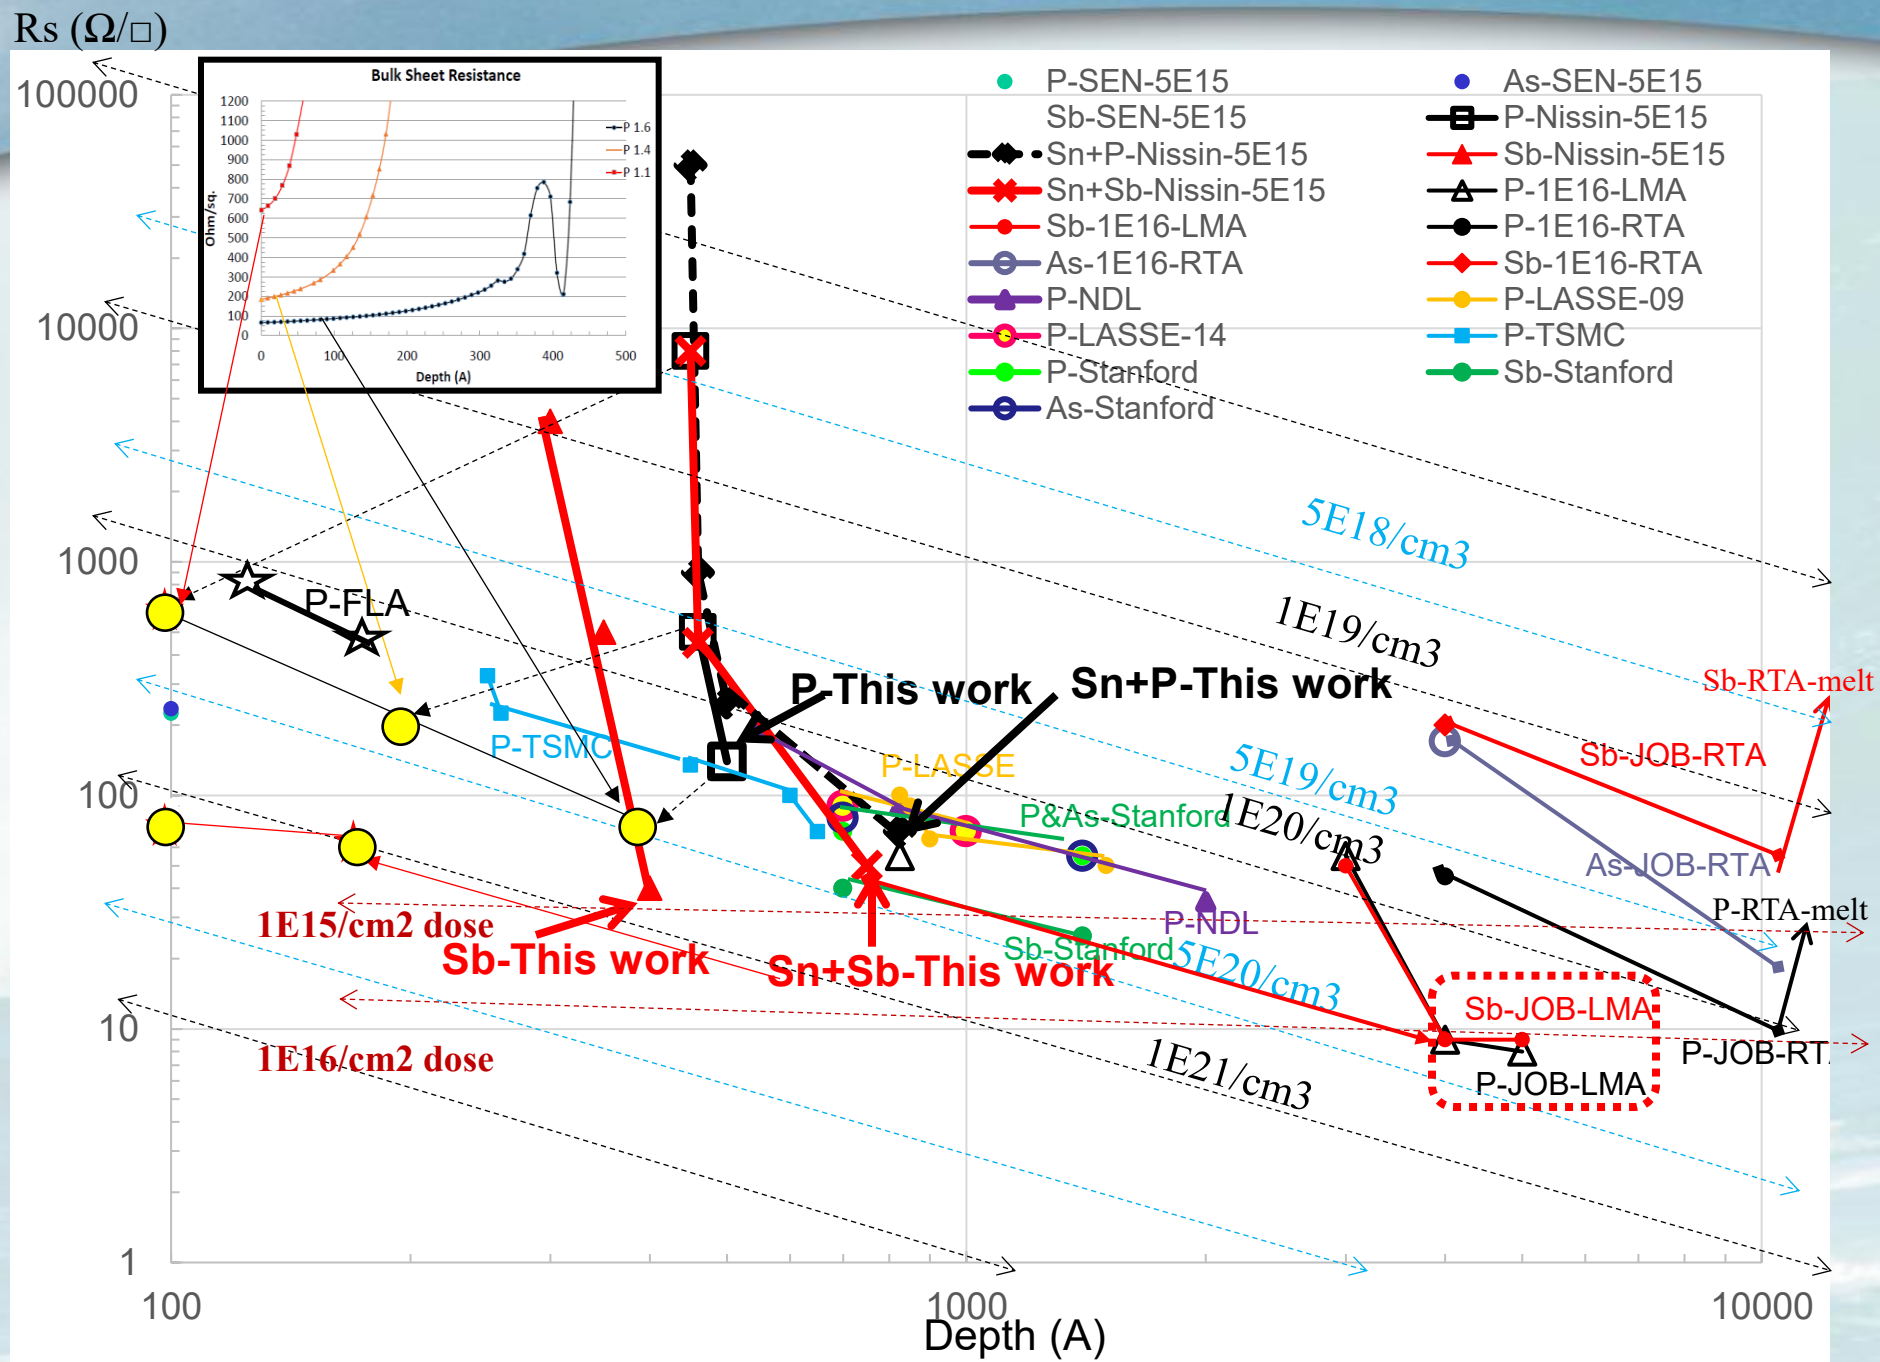 Rs (Ω/□)
100000
10000
1000
100
10
1
Bulk Sheet Resistance
1200
1100
1000
900
800
700
600
500
400
300
200
100
0
Ohm/sq.
0 100 200 300 400 500
Depth (A)
P 1.6
P 1.4
P 1.1
P-SEN-5E15 As-SEN-5E15
Sb-SEN-5E15 P-Nissin-5E15
Sn+P-Nissin-5E15 Sb-Nissin-5E15
Sn+Sb-Nissin-5E15 P-1E16-LMA
Sb-1E16-LMA P-1E16-RTA
As-1E16-RTA Sb-1E16-RTA
P-NDL P-LASSE-09
P-LASSE-14 P-TSMC
P-Stanford Sb-Stanford
As-Stanford
5E18/cm3
1E19/cm3
P-FLA
P-This work
Sn+P-This work
Sb-RTA-melt
P-TSMC
P-LASSE
5E19/cm3
Sb-JOB-RTA
P&As-Stanford
1E20/cm3
As-JOB-RTA
1E15/cm2 dose
P-NDL
P-RTA-melt
Sb-This work
Sn+Sb-This work
Sb-Stanford
5E20/cm3
Sb-JOB-LMA
1E16/cm2 dose
1E21/cm3
P-JOB-LMA
P-JOB-RT
100 1000 10000
Depth (A)